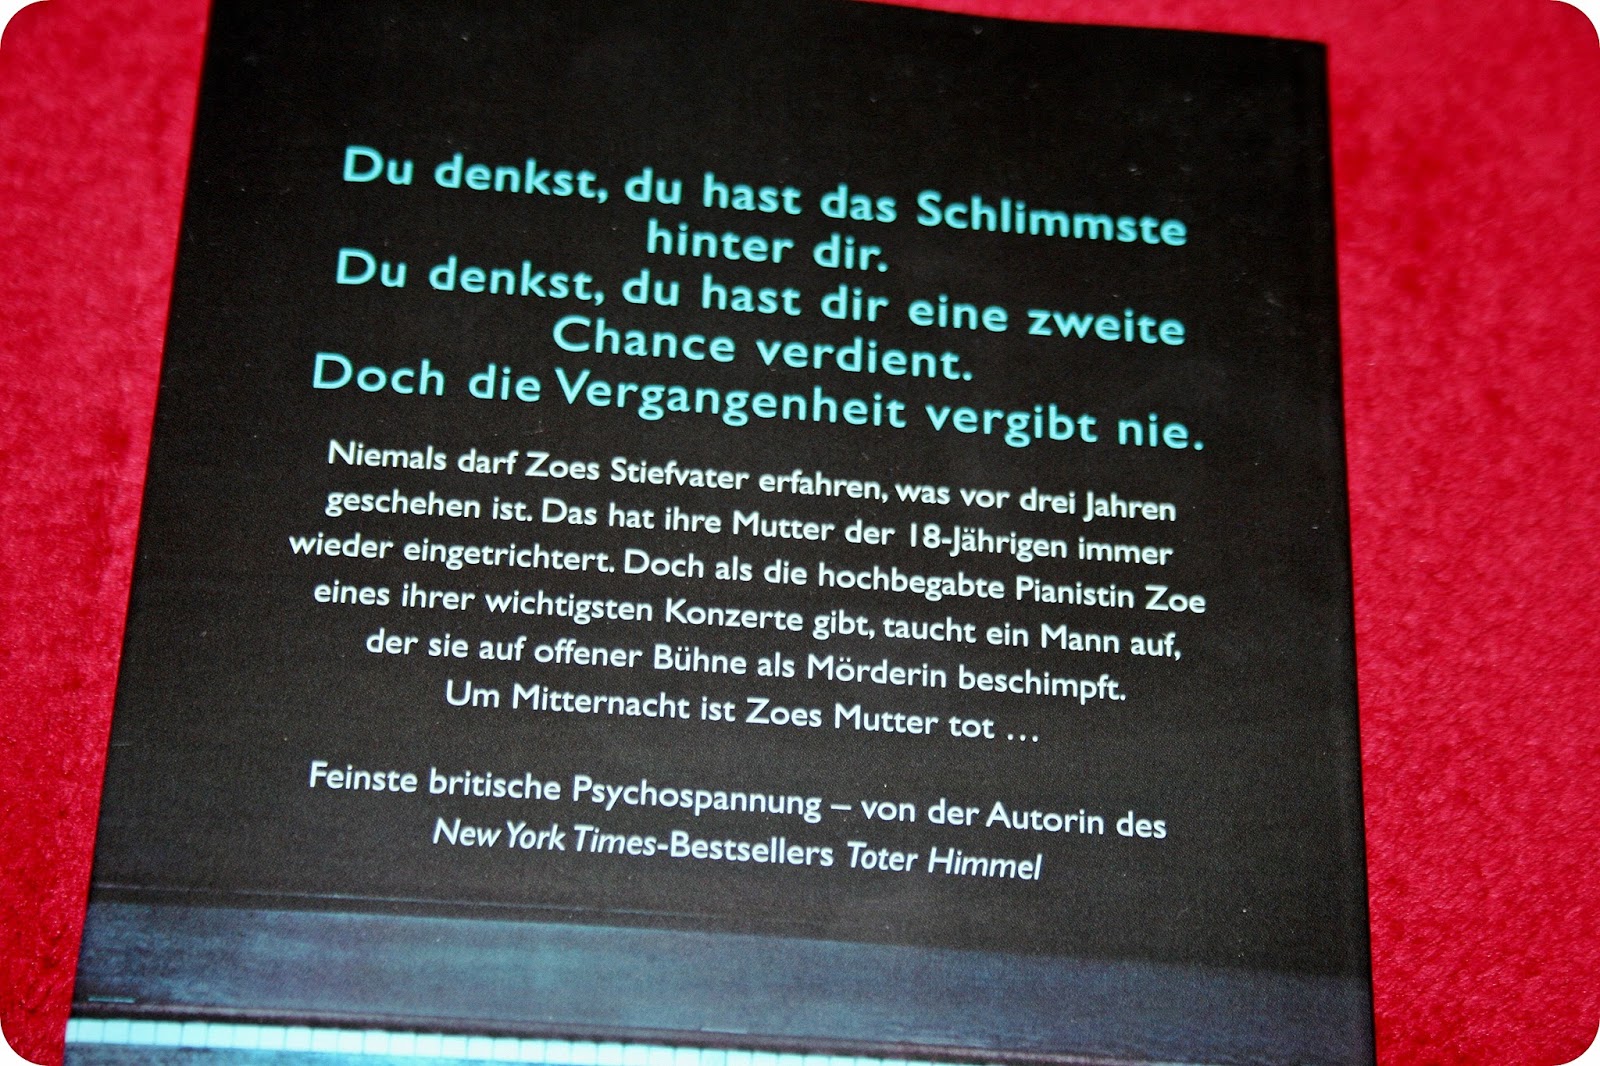 Du denkst, du hast das Schlimmste
hinter dir.
Du denkst, du hast dir eine zweite
Chance verdient.
Doch die Vergangenheit vergibt nie.
Niemals darf Zoes Stiefvater erfahren, was vor drei Jahren
geschehen ist. Das hat ihre Mutter der 18-Jährigen immer
wieder eingetrichtert. Doch als die hochbegabte Pianistin Zoe
eines ihrer wichtigsten Konzerte gibt, taucht ein Mann auf,
der sie auf offener Bühne als Mörderin beschimpft.
Um Mitternacht ist Zoes Mutter tot …
Feinste britische Psychospannung – von der Autorin des
New York Times-Bestsellers Toter Himmel